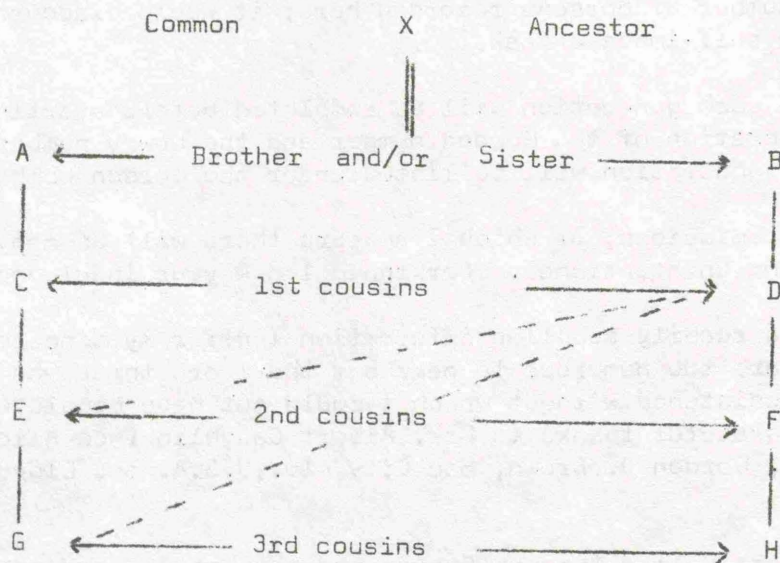 Common X Ancestor
A Brother and/or Sister B
C 1st cousins D
E 2nd cousins F
G 3rd cousins H